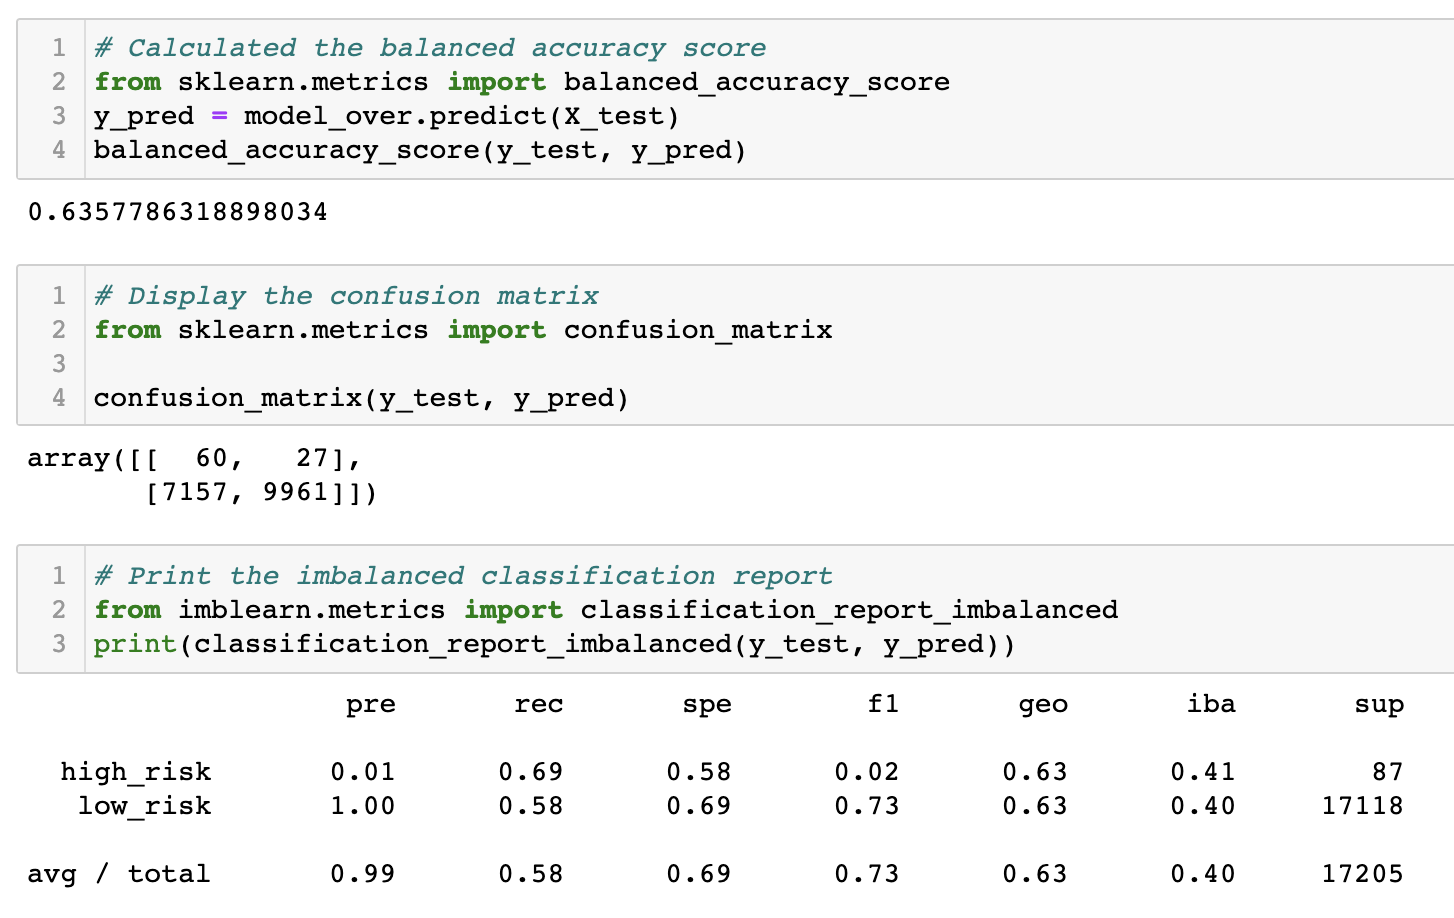 1 # Calculated the balanced accuracy score
2 from sklearn.metrics import balanced_accuracy_score
3 y_pred = model_over.predict(X_test)
4 balanced_accuracy_score(y_test, y_pred)
0.6357786318898034
1 # Display the confusion matrix
2 from sklearn.metrics import confusion_matrix
3
4 confusion_matrix(y_test, y_pred)
array([[  60,   27],
       [7157, 9961]])
1 # Print the imbalanced classification report
2 from imblearn.metrics import classification_report_imbalanced
3 print(classification_report_imbalanced(y_test, y_pred))
pre rec spe f1 geo iba sup
high_risk 0.01 0.69 0.58 0.02 0.63 0.41 87
low_risk 1.00 0.58 0.69 0.73 0.63 0.40 17118
avg / total 0.99 0.58 0.69 0.73 0.63 0.40 17205